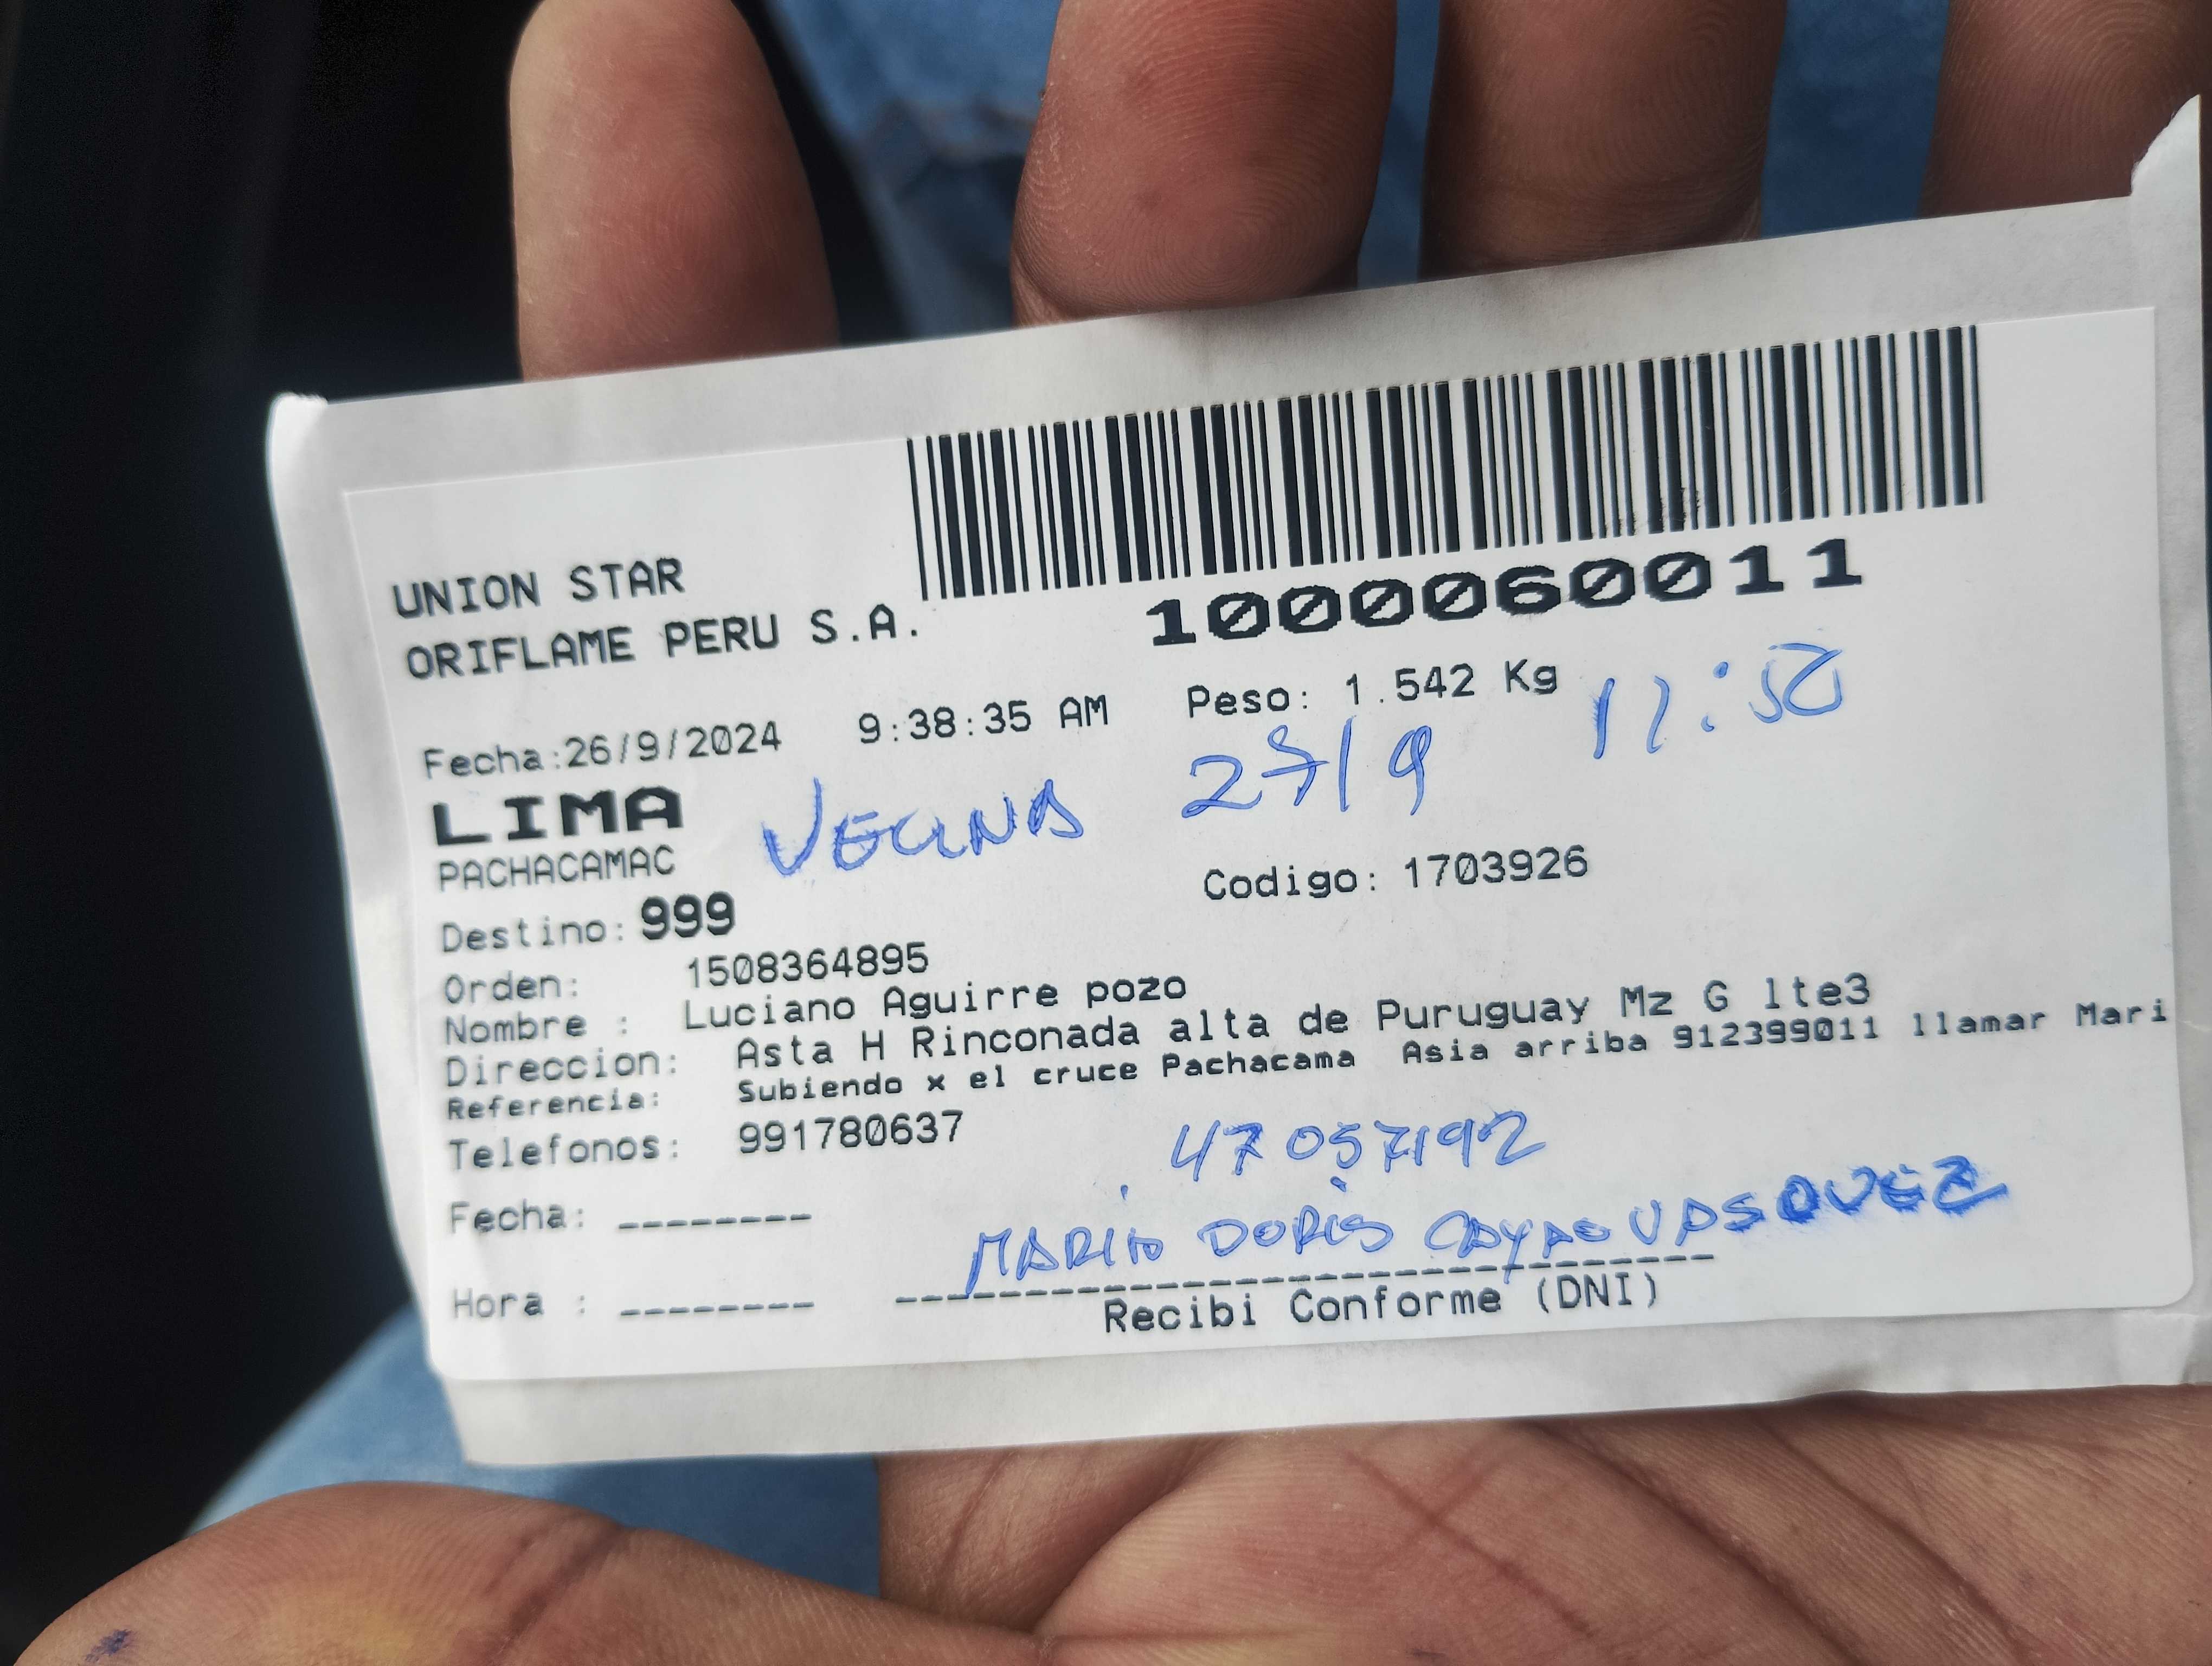 UNION STAR
ORIFLAME PERU S.A.
1000060011
Fecha:26/9/2024 9:38:35 AM Peso: 1.542 Kg
LIMA VECINA 27/9 11:50
PACHACAMAC
Destino: 999 Codigo: 1703926
Orden: 1508364895
Nombre : Luciano Aguirre pozo
Direccion: Asta H Rinconada alta de Puruguay Mz G lte3
Referencia: Subiendo x el cruce Pachacama Asia arriba 912399011 llamar Mari
Telefonos: 991780637
47057192
Fecha: --------
MARIA DORIS VASQUEZ
Hora : --------
Recibi Conforme (DNI)